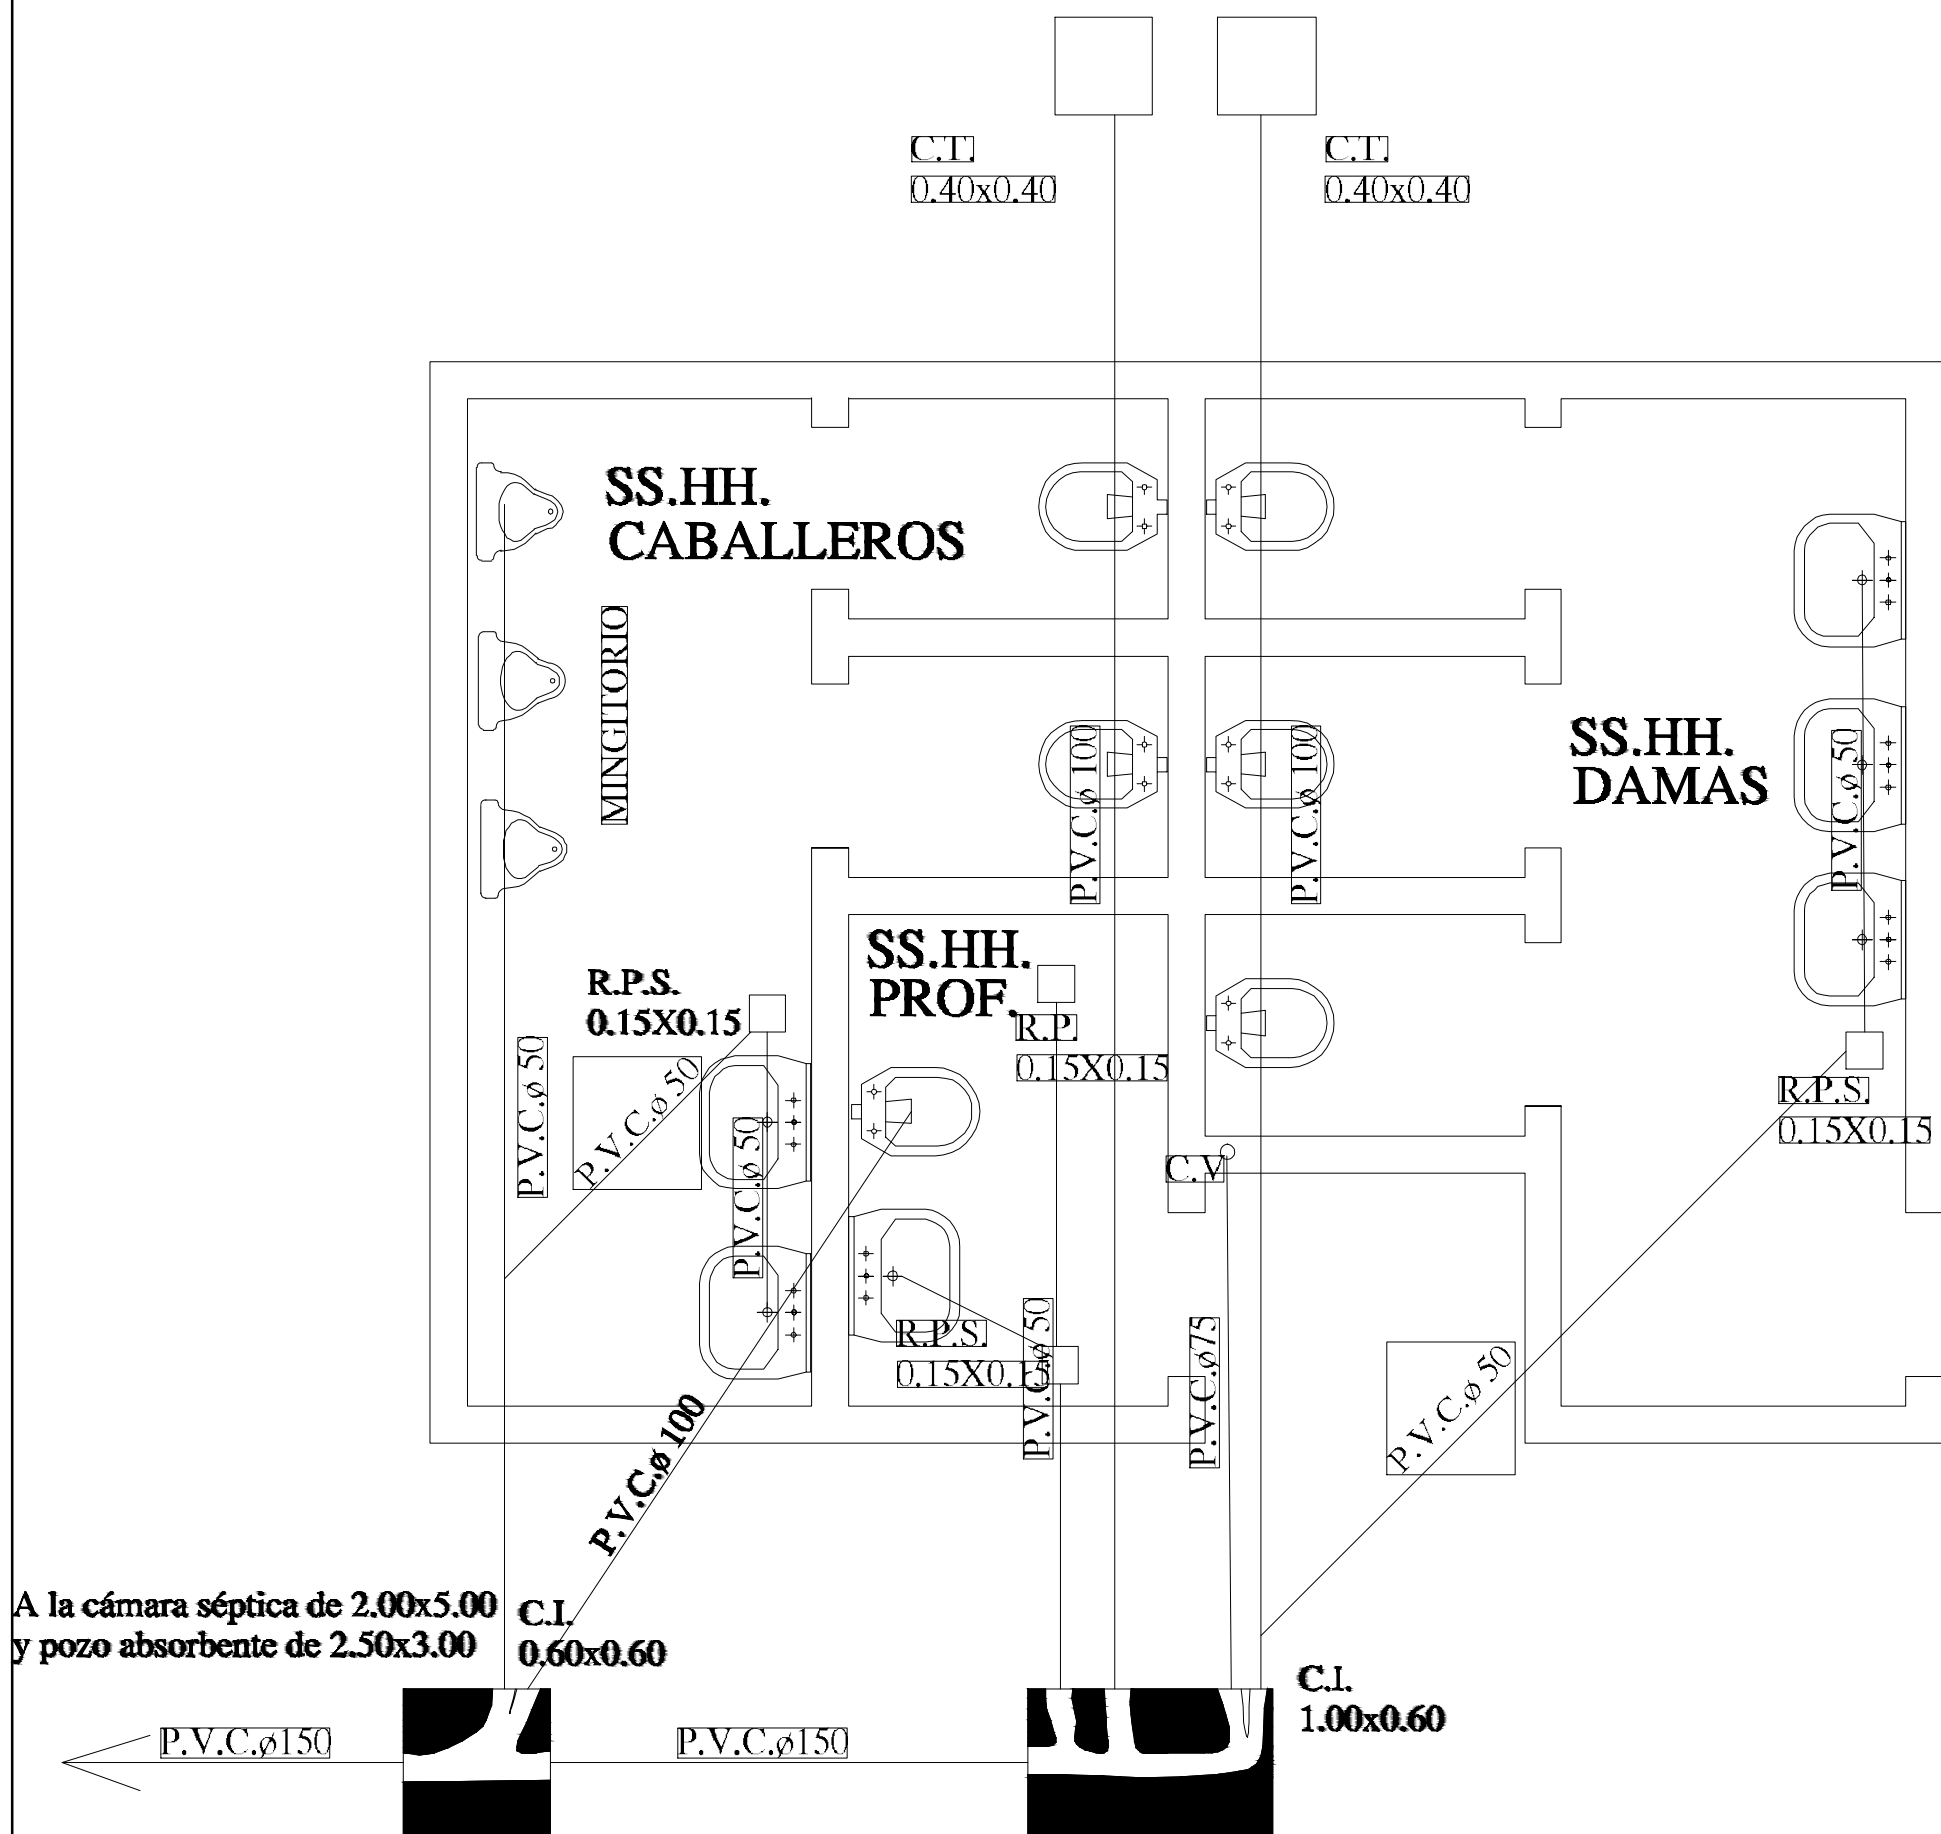 C.T.
0.40x0.40
C.T.
0.40x0.40
SS.HH.
CABALLEROS
MINGITORIO
P.V.C.ø 100
P.V.C.ø 100
SS.HH.
DAMAS
P.V.C.ø 50
SS.HH.
PROF.
R.P.S.
0.15X0.15
R.P.
0.15X0.15
P.V.C.ø 50
P.V.C.ø 50
P.V.C.ø 50
R.P.S.
0.15X0.15
C.V
R.P.S.
0.15X0.15
P.V.C.ø 50
P.V.C.ø75
P.V.C.ø 50
P.V.C.ø 100
A la cámara séptica de 2.00x5.00
y pozo absorbente de 2.50x3.00
C.I.
0.60x0.60
C.I.
1.00x0.60
P.V.C.ø150
P.V.C.ø150